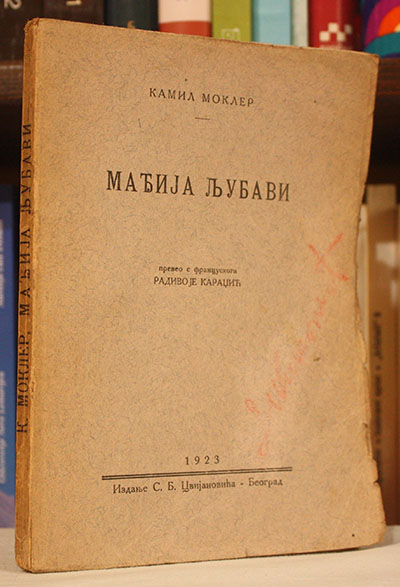 КАМИЛ МОКЛЕР
МАЂИЈА ЉУБАВИ
превео с француског
РАДИВОЈЕ КАРАЏИЋ
1923
Издање С. Б. Цвијановића - Београд
К. МОКЛЕР, МАЂИЈА ЉУБАВИ